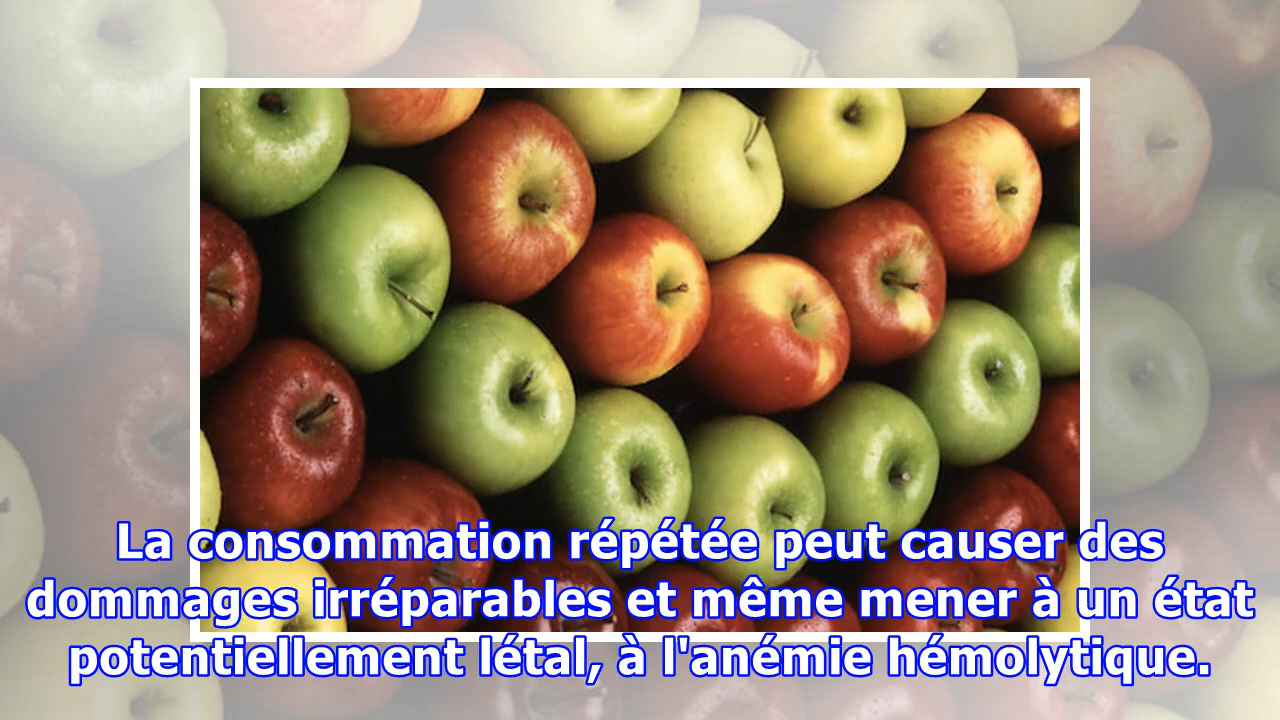 La consommation répétée peut causer des
dommages irréparables et même mener à un état
potentiellement létal, à l'anémie hémolytique.